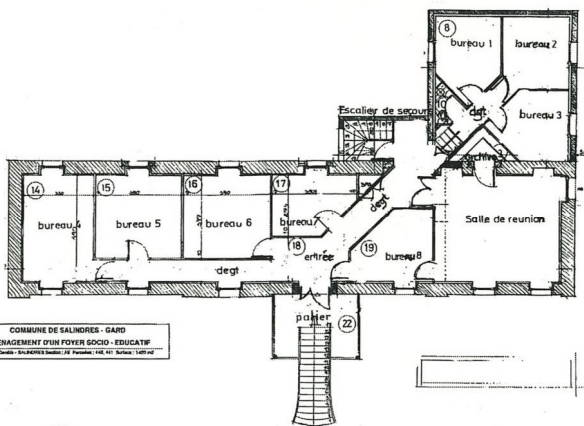 8
bureau 1
bureau 2
bureau 3
dgt
Escalier de secours
archive
14
15
16
17
bureau 4
bureau 5
bureau 6
bureau 7
18
19
entrée
degt
degt
bureau 8
Salle de reunion
palier
22
COMMUNE DE SALINDRES - GARD
ENAGEMENT D'UN FOYER SOCIO - EDUCATIF